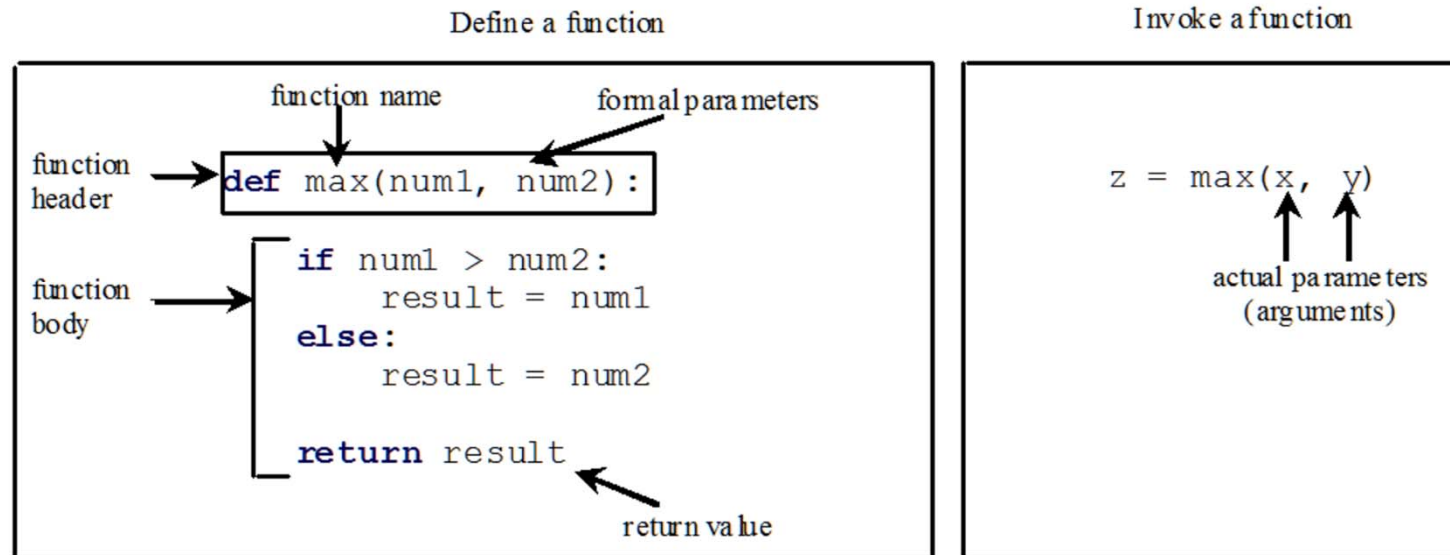 Define a function
Invoke a function
function name
formal parameters
function
header
def max(num1, num2):
if num1 > num2:
result = num1
else:
result = num2
return result
function
body
return value
z = max(x, y)
actual parameters
(arguments)